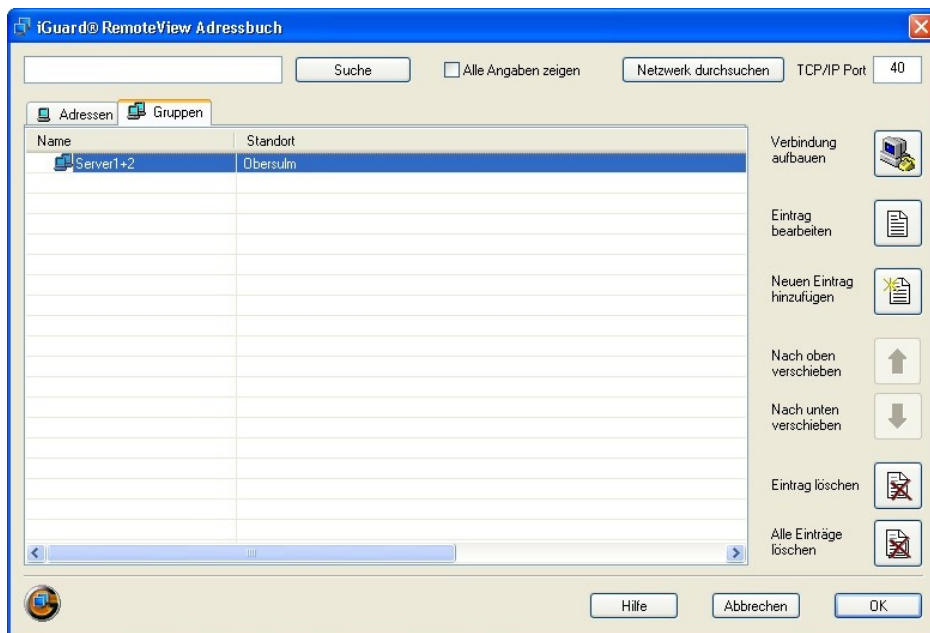 iGuard® RemoteView Adressbuch
Suche
Alle Angaben zeigen
Netzwerk durchsuchen
TCP/IP Port
40
Adressen
Gruppen
Name
Standort
Server1+2
Obersulm
Verbindung
aufbauen
Eintrag
bearbeiten
Neuen Eintrag
hinzufügen
Nach oben
verschieben
Nach unten
verschieben
Eintrag löschen
Alle Einträge
löschen
Hilfe
Abbrechen
OK